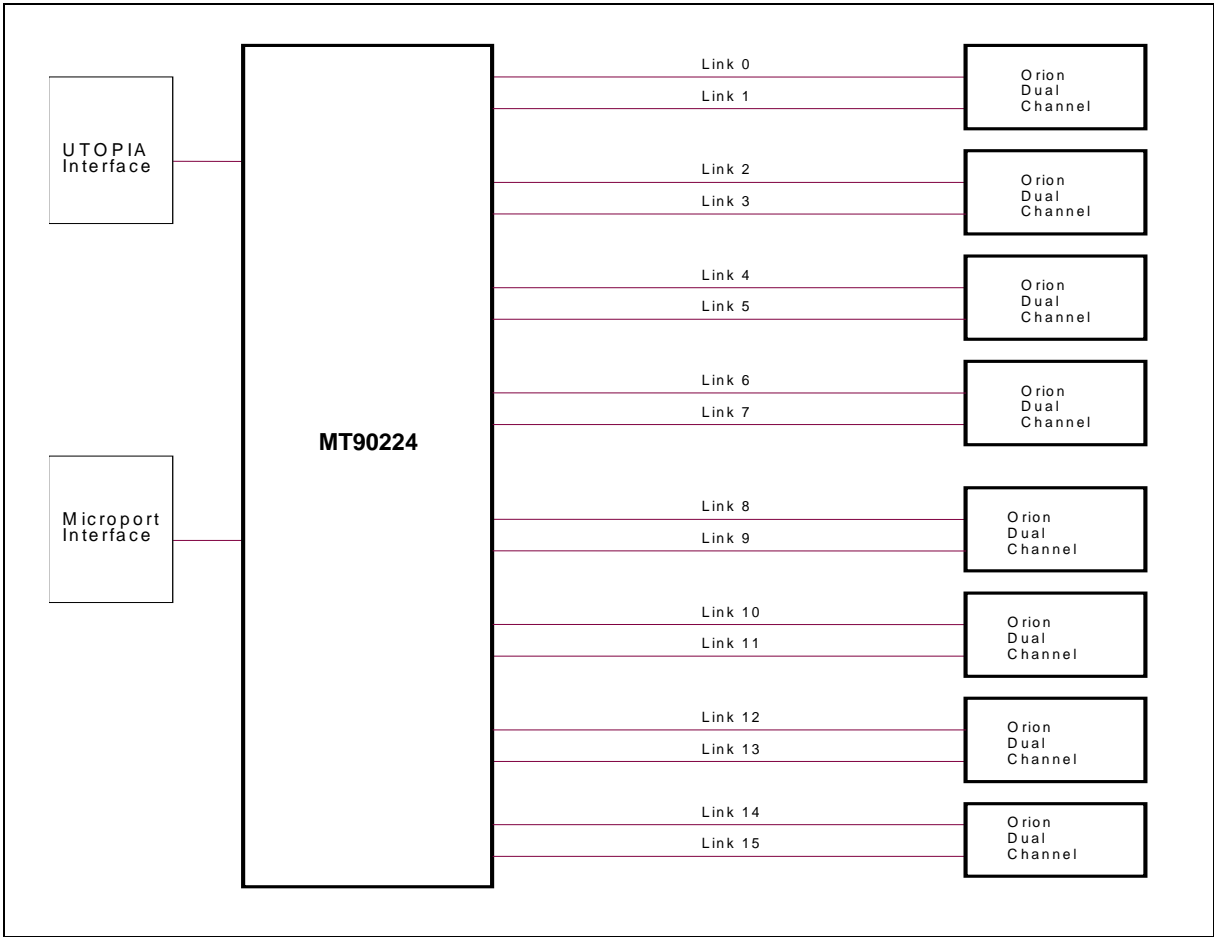 UTOPIA
Interface
Microport
Interface
MT90224
Link 0
Link 1
Orion
Dual
Channel
Link 2
Link 3
Orion
Dual
Channel
Link 4
Link 5
Orion
Dual
Channel
Link 6
Link 7
Orion
Dual
Channel
Link 8
Link 9
Orion
Dual
Channel
Link 10
Link 11
Orion
Dual
Channel
Link 12
Link 13
Orion
Dual
Channel
Link 14
Link 15
Orion
Dual
Channel